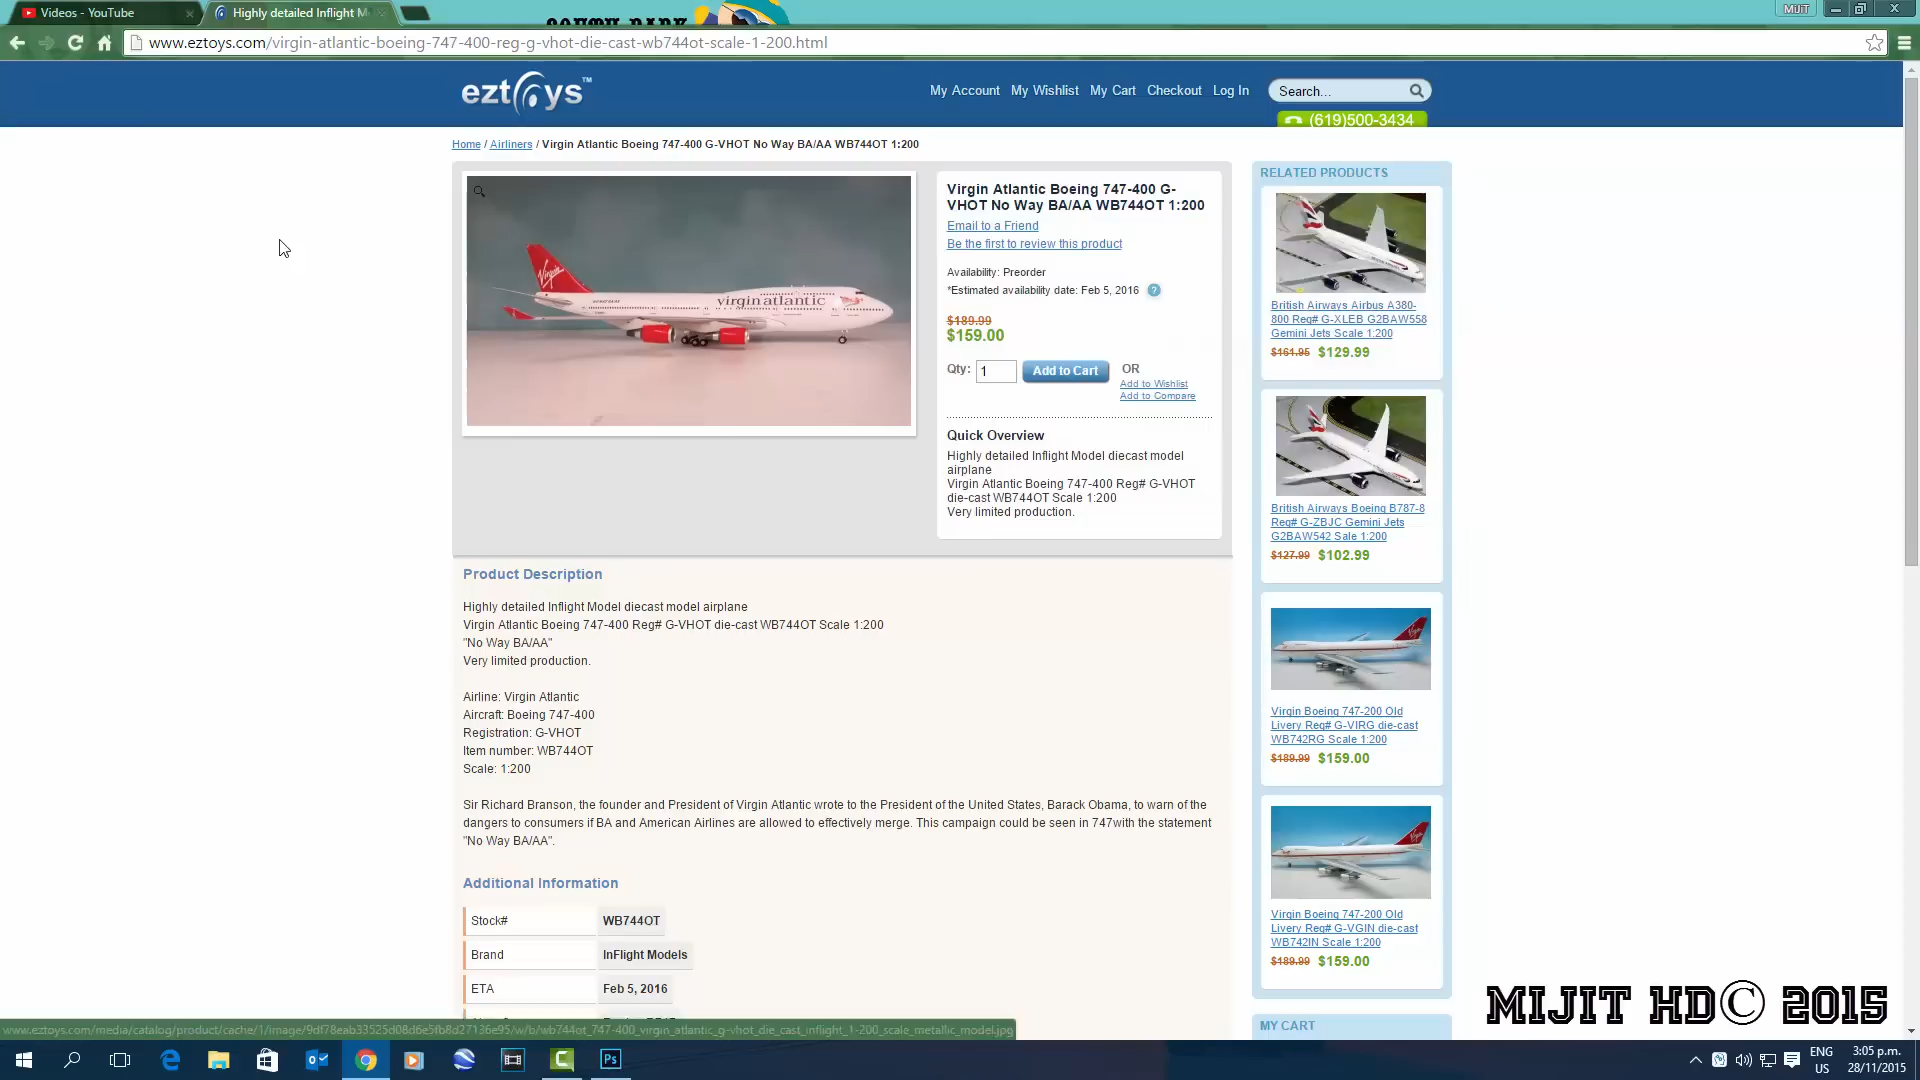 Videos - YouTube
Highly detailed Inflight M
MiJiT
www.eztoys.com/virgin-atlantic-boeing-747-400-reg-g-vhot-die-cast-wb744ot-scale-1-200.html
eztoys™
My Account My Wishlist My Cart Checkout Log In
Search...
(619)500-3434
Home / Airliners / Virgin Atlantic Boeing 747-400 G-VHOT No Way BA/AA WB744OT 1:200
Virgin
virgin atlantic
Virgin Atlantic Boeing 747-400 G-
VHOT No Way BA/AA WB744OT 1:200
Email to a Friend
Be the first to review this product
Availability: Preorder
*Estimated availability date: Feb 5, 2016 ?
$189.99
$159.00
Qty: 1 Add to Cart OR
Add to Wishlist
Add to Compare
Quick Overview
Highly detailed Inflight Model diecast model
airplane
Virgin Atlantic Boeing 747-400 Reg# G-VHOT
die-cast WB744OT Scale 1:200
Very limited production.
Product Description
Highly detailed Inflight Model diecast model airplane
Virgin Atlantic Boeing 747-400 Reg# G-VHOT die-cast WB744OT Scale 1:200
"No Way BA/AA"
Very limited production.
Airline: Virgin Atlantic
Aircraft: Boeing 747-400
Registration: G-VHOT
Item number: WB744OT
Scale: 1:200
Sir Richard Branson, the founder and President of Virgin Atlantic wrote to the President of the United States, Barack Obama, to warn of the
dangers to consumers if BA and American Airlines are allowed to effectively merge. This campaign could be seen in 747with the statement
"No Way BA/AA".
Additional Information
Stock# WB744OT
Brand InFlight Models
ETA Feb 5, 2016
RELATED PRODUCTS
British Airways Airbus A380-
800 Reg# G-XLEB G2BAW558
Gemini Jets Scale 1:200
$161.95 $129.99
British Airways Boeing B787-8
Reg# G-ZBJC Gemini Jets
G2BAW542 Sale 1:200
$127.99 $102.99
Virgin Boeing 747-200 Old
Livery Reg# G-VIRG die-cast
WB742RG Scale 1:200
$189.99 $159.00
Virgin Boeing 747-200 Old
Livery Reg# G-VGIN die-cast
WB742IN Scale 1:200
$189.99 $159.00
MY CART
MIJIT HD© 2015
www.eztoys.com/media/catalog/product/cache/1/image/9df78eab33525d08d6e5fb8d27136e95/w/b/wb744ot_747-400_virgin_atlantic_g-vhot_die_cast_inflight_1-200_scale_metallic_model.jpg
Ps
ENG
US
3:05 p.m.
28/11/2015